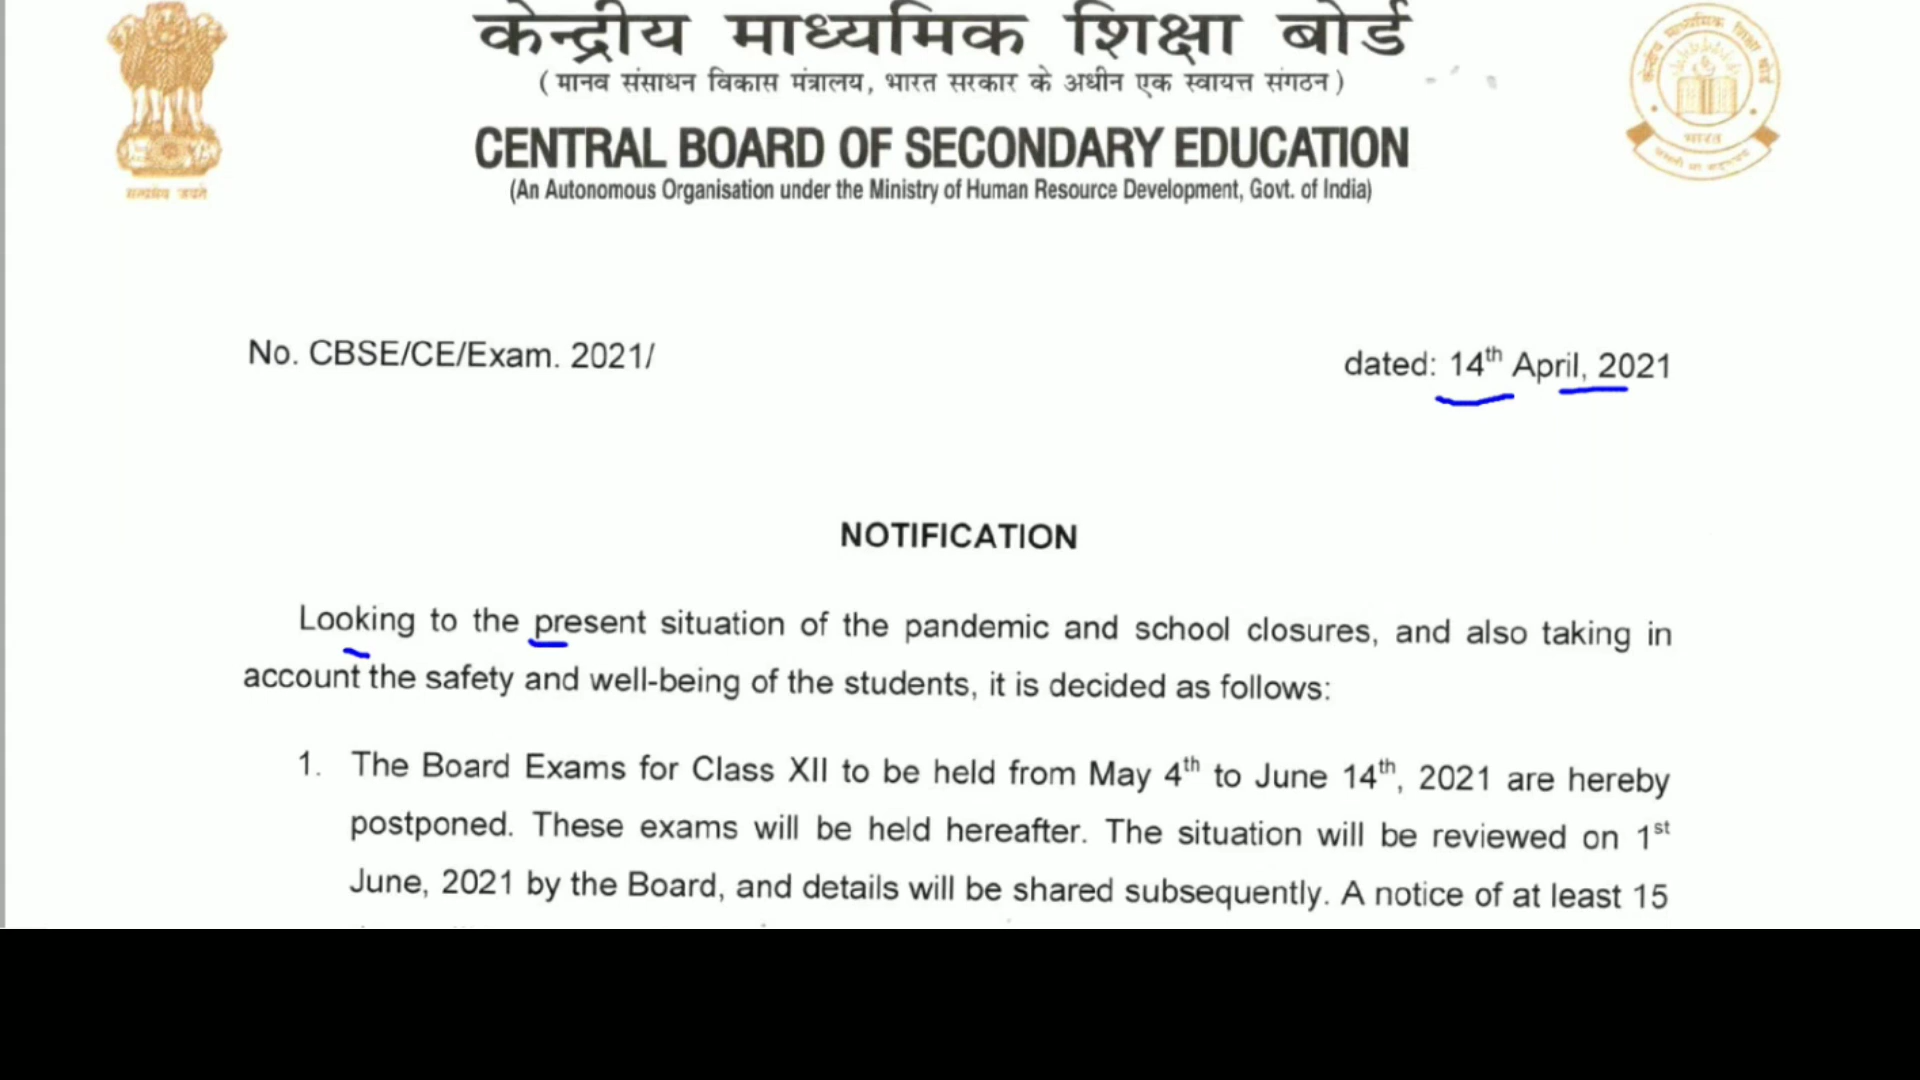 केन्द्रीय माध्यमिक शिक्षा बोर्ड
(मानव संसाधन विकास मंत्रालय, भारत सरकार के अधीन एक स्वायत्त संगठन)
CENTRAL BOARD OF SECONDARY EDUCATION
(An Autonomous Organisation under the Ministry of Human Resource Development, Govt. of India)
सत्यमेव जयते
केन्द्रीय माध्यमिक शिक्षा बोर्ड
भारत
No. CBSE/CE/Exam. 2021/
dated: 14th April, 2021
NOTIFICATION
Looking to the present situation of the pandemic and school closures, and also taking in
account the safety and well-being of the students, it is decided as follows:
1. The Board Exams for Class XII to be held from May 4th to June 14th, 2021 are hereby
postponed. These exams will be held hereafter. The situation will be reviewed on 1st
June, 2021 by the Board, and details will be shared subsequently. A notice of at least 15